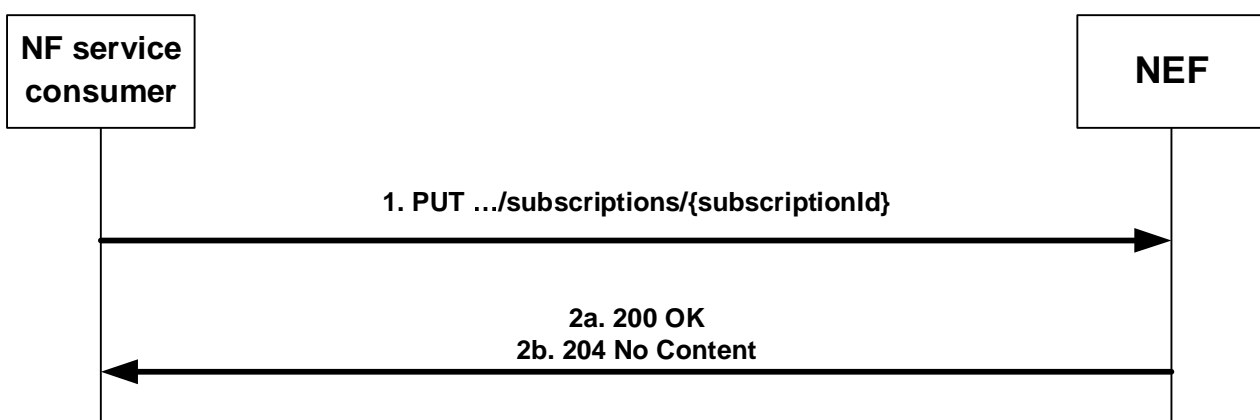 NF service
consumer
NEF
1. PUT …/subscriptions/{subscriptionId}
2a. 200 OK
2b. 204 No Content